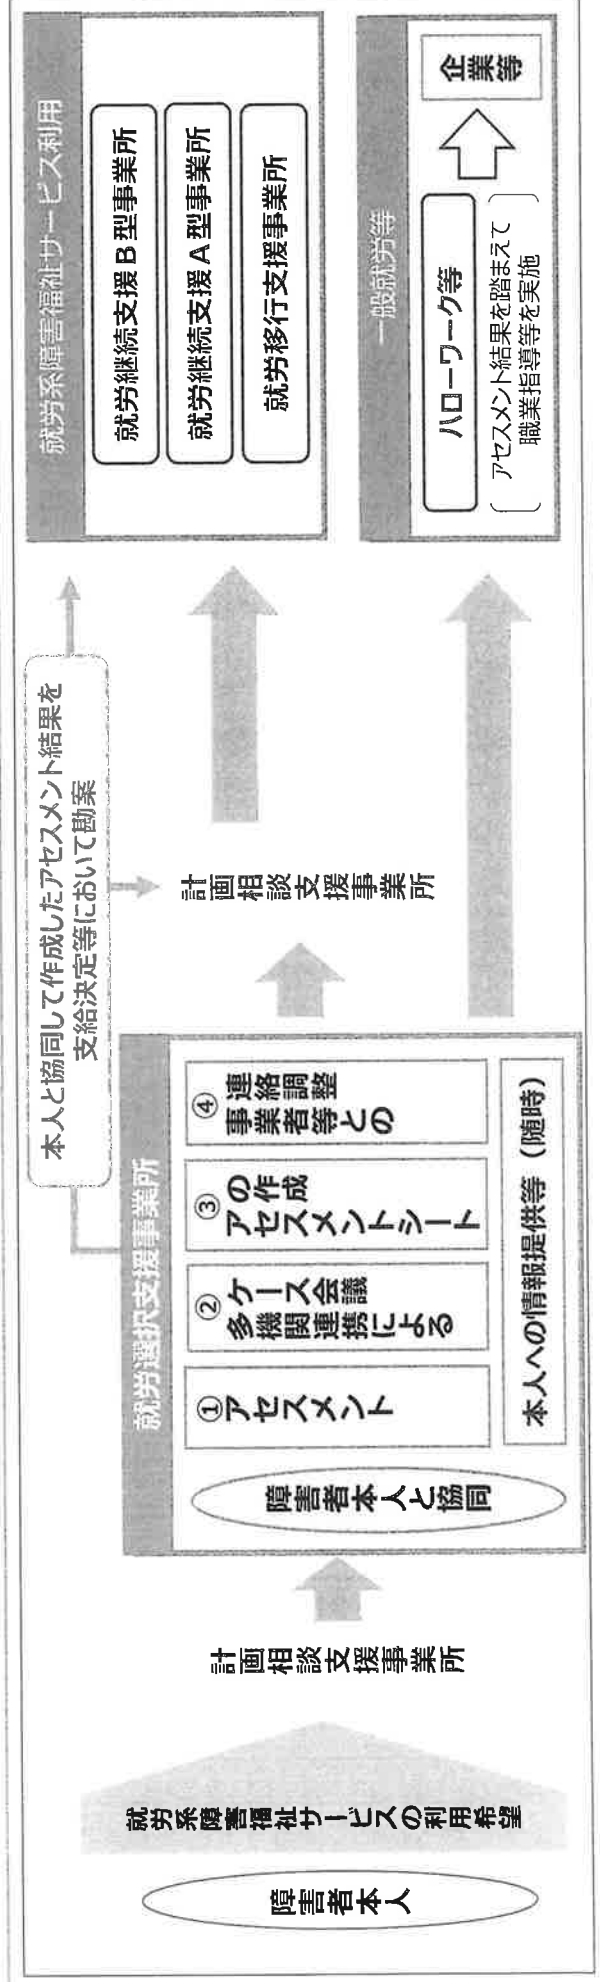 障害者本人
就労系障害福祉サービスの利用希望
計画相談支援事業所
就労選択支援事業所
障害者本人と協同
①アセスメント
②
多機関連携による
ケース会議
③
アセスメントシート
の作成
④
事業者等との
連絡調整
本人への情報提供等（随時）
本人と協同して作成したアセスメント結果を
支給決定等において勘案
計画相談支援事業所
就労系障害福祉サービス利用
就労継続支援B型事業所
就労継続支援A型事業所
就労移行支援事業所
一般就労等
ハローワーク等
アセスメント結果を踏まえて
職業指導等を実施
企業等